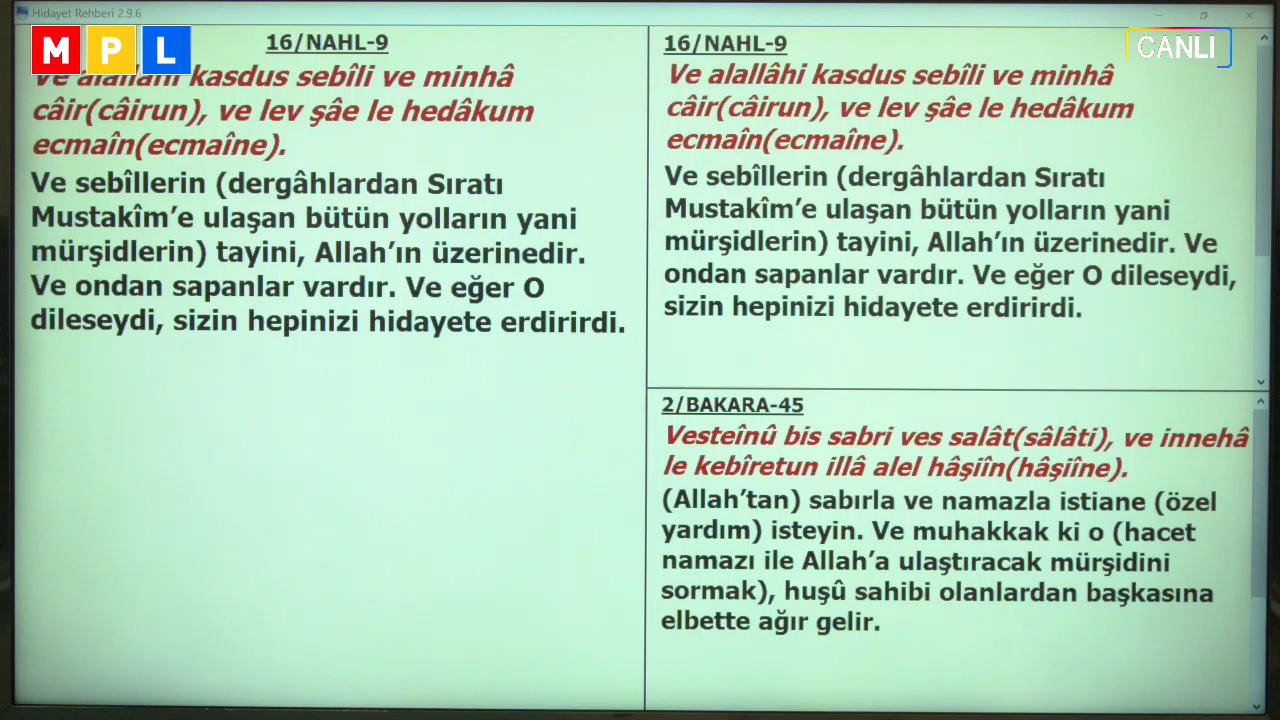 Hidayet Rehberi 2.9.6
MPL
CANLI
16/NAHL-9
Ve alallâhi kasdus sebîli ve minhâ
câir(câirun), ve lev şâe le hedâkum
ecmaîn(ecmaîne).
Ve sebîllerin (dergâhlardan Sıratı
Mustakîm’e ulaşan bütün yolların yani
mürşidlerin) tayini, Allah’ın üzerinedir.
Ve ondan sapanlar vardır. Ve eğer O
dileseydi, sizin hepinizi hidayete erdirirdi.
16/NAHL-9
Ve alallâhi kasdus sebîli ve minhâ
câir(câirun), ve lev şâe le hedâkum
ecmaîn(ecmaîne).
Ve sebîllerin (dergâhlardan Sıratı
Mustakîm’e ulaşan bütün yolların yani
mürşidlerin) tayini, Allah’ın üzerinedir. Ve
ondan sapanlar vardır. Ve eğer O dileseydi,
sizin hepinizi hidayete erdirirdi.
2/BAKARA-45
Vesteînû bis sabri ves salât(sâlâti), ve innehâ
le kebîretun illâ alel hâşiîn(hâşiîne).
(Allah’tan) sabırla ve namazla istiane (özel
yardım) isteyin. Ve muhakkak ki o (hacet
namazı ile Allah’a ulaştıracak mürşidini
sormak), huşû sahibi olanlardan başkasına
elbette ağır gelir.